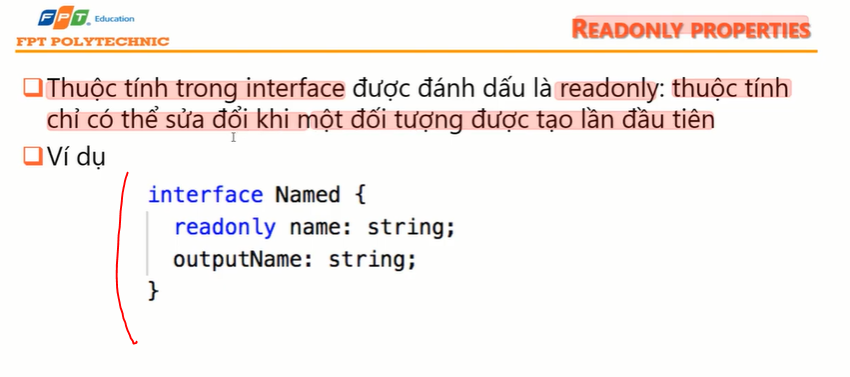 FPT Education
FPT POLYTECHNIC
READONLY PROPERTIES
Thuộc tính trong interface được đánh dấu là readonly: thuộc tính
chỉ có thể sửa đổi khi một đối tượng được tạo lần đầu tiên
Ví dụ
interface Named {
readonly name: string;
outputName: string;
}